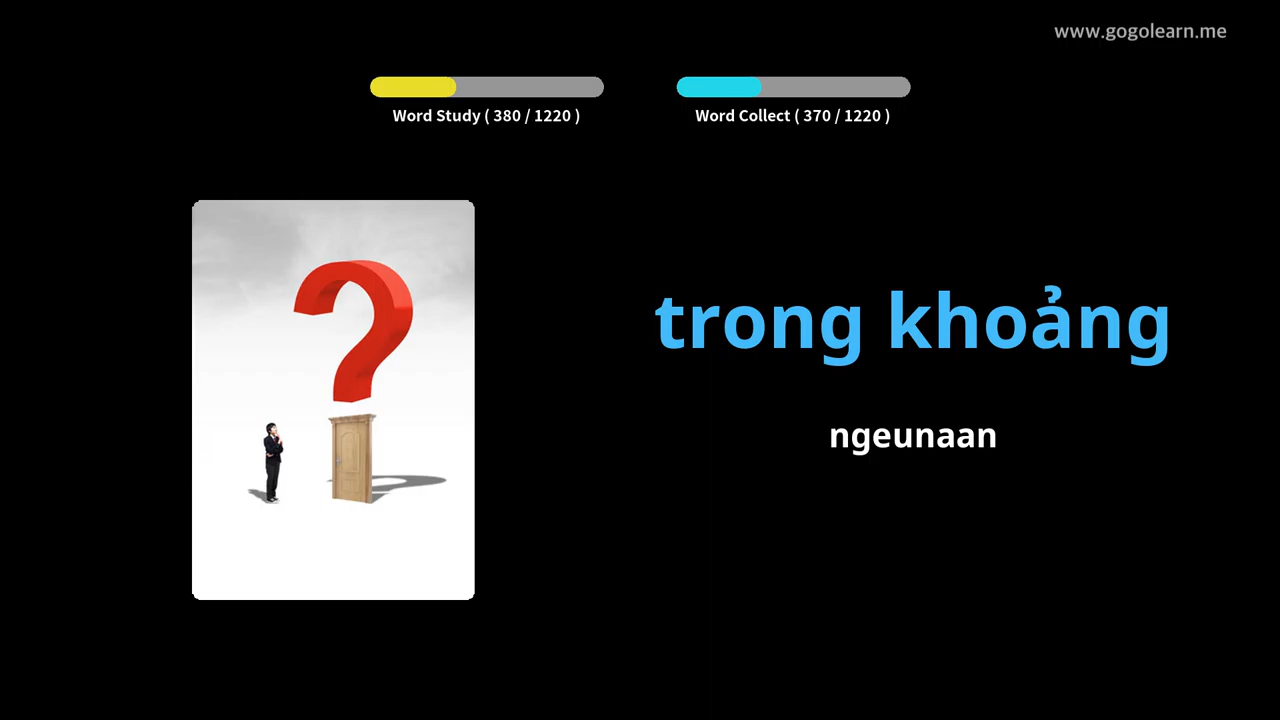 www.gogolearn.me
Word Study ( 380 / 1220 )
Word Collect ( 370 / 1220 )
trong khoảng
ngeunaan